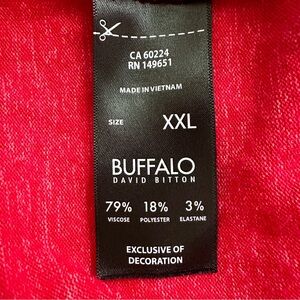 CA 60224
RN 149651
MADE IN VIETNAM
SIZE XXL
BUFFALO
DAVID BITTON
79% 18% 3%
VISCOSE POLYESTER ELASTANE
EXCLUSIVE OF
DECORATION